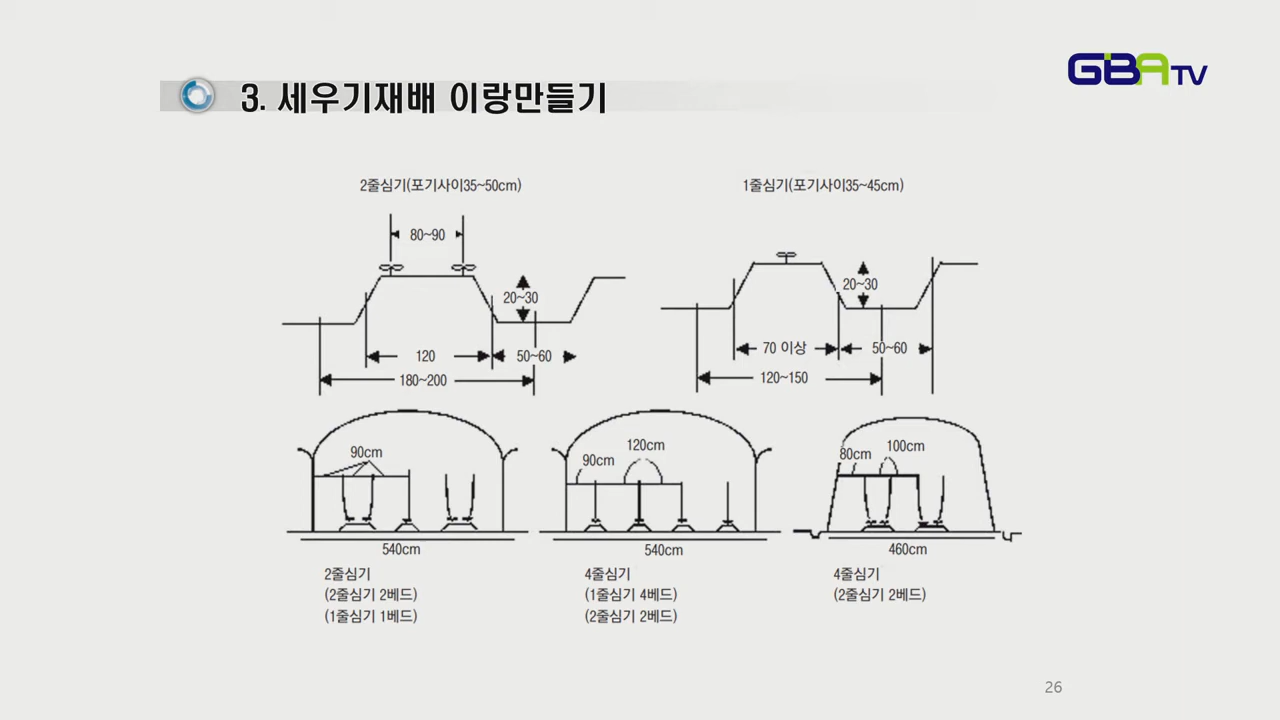 3. 세우기재배 이랑만들기
GBA TV
2줄심기(포기사이35~50cm)
80~90
20~30
120
50~60
180~200
1줄심기(포기사이35~45cm)
20~30
70 이상
50~60
120~150
90cm
540cm
2줄심기
(2줄심기 2베드)
(1줄심기 1베드)
90cm
120cm
540cm
4줄심기
(1줄심기 4베드)
(2줄심기 2베드)
80cm
100cm
460cm
4줄심기
(2줄심기 2베드)
26